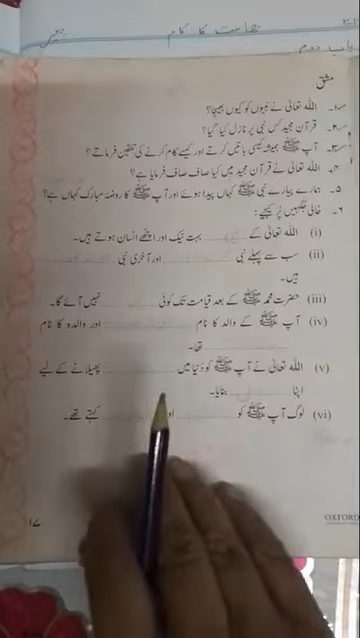 جماعت کا کام
باب دوم
مشق
۱۔ اللہ تعالیٰ نے نبیوں کو کیوں بھیجا؟
۲۔ قرآن مجید کس نبی پر نازل کیا گیا؟
۳۔ آپ ﷺ ہمیشہ کیسی باتیں کرتے اور کیسے کام کرنے کی تلقین فرماتے؟
۴۔ اللہ تعالیٰ نے قرآن مجید میں کیا صاف صاف فرمایا ہے؟
۵۔ ہمارے پیارے نبی ﷺ کہاں پیدا ہوئے اور آپ ﷺ کا روضۂ مبارک کہاں ہے؟
۶۔ خالی جگہیں پُر کیجیے:
(i) اللہ تعالیٰ کے بہت نیک اور اچھے انسان ہوتے ہیں۔
(ii) سب سے پہلے نبی اور آخری نبی
ہیں۔
(iii) حضرت محمد ﷺ کے بعد قیامت تک کوئی نہیں آئے گا۔
(iv) آپ ﷺ کے والد کا نام اور والدہ کا نام
تھا۔
(v) اللہ تعالیٰ نے آپ ﷺ کو دُنیا میں پھیلانے کے لیے
اپنا بنایا۔
(vi) لوگ آپ ﷺ کو اور کہتے تھے۔
OXFORD
۱۷